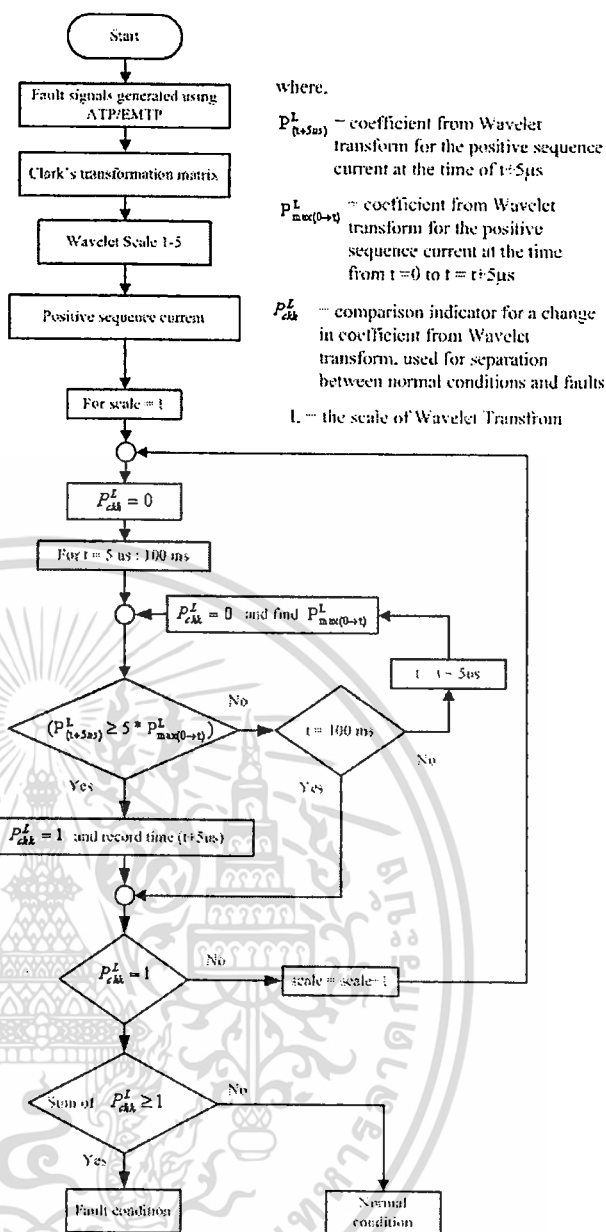 Start
Fault signals generated using
ATP/EMTP
Clark's transformation matrix
Wavelet Scale 1-5
Positive sequence current
For scale = 1
where,
P^L_(t+5us) = coefficient from Wavelet
transform for the positive sequence
current at the time of t+5μs
P^L_max(0→t) = coefficient from Wavelet
transform for the positive
sequence current at the time
from t =0 to t = t+5μs
P^L_chk = comparison indicator for a change
in coefficient from Wavelet
transform, used for separation
between normal conditions and faults
L = the scale of Wavelet Transfrom
P^L_chk = 0
For t = 5 us : 100 ms
P^L_chk = 0 and find P^L_max(0→t)
t = t + 5us
(P^L_(t+5us) ≥ 5 * P^L_max(0→t))
No
t = 100 ms
No
Yes
Yes
P^L_chk = 1 and record time (t+5us)
P^L_chk = 1
No
scale = scale+1
Sum of P^L_chk ≥ 1
No
Yes
Fault condition
Normal
condition